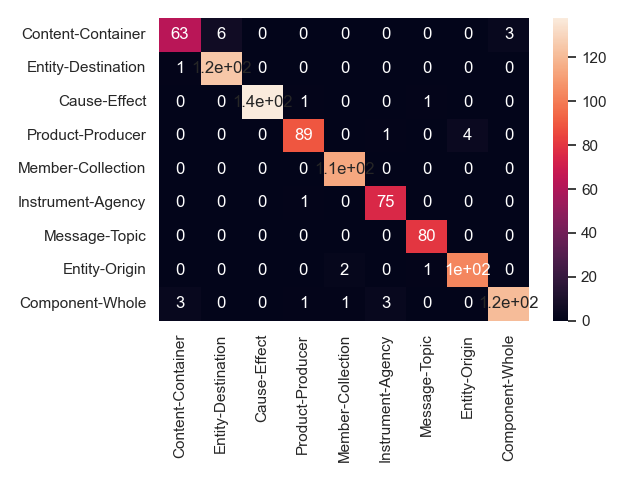 Content-Container 63 6 0 0 0 0 0 0 3
Entity-Destination 1 1.2e+02 0 0 0 0 0 0 0
Cause-Effect 0 0 1.4e+02 1 0 0 1 0 0
Product-Producer 0 0 0 89 0 1 0 4 0
Member-Collection 0 0 0 0 1.1e+02 0 0 0 0
Instrument-Agency 0 0 0 1 0 75 0 0 0
Message-Topic 0 0 0 0 0 0 80 0 0
Entity-Origin 0 0 0 0 2 0 1 1e+02 0
Component-Whole 3 0 0 1 1 3 0 0 1.2e+02
Content-Container
Entity-Destination
Cause-Effect
Product-Producer
Member-Collection
Instrument-Agency
Message-Topic
Entity-Origin
Component-Whole
120
100
80
60
40
20
0